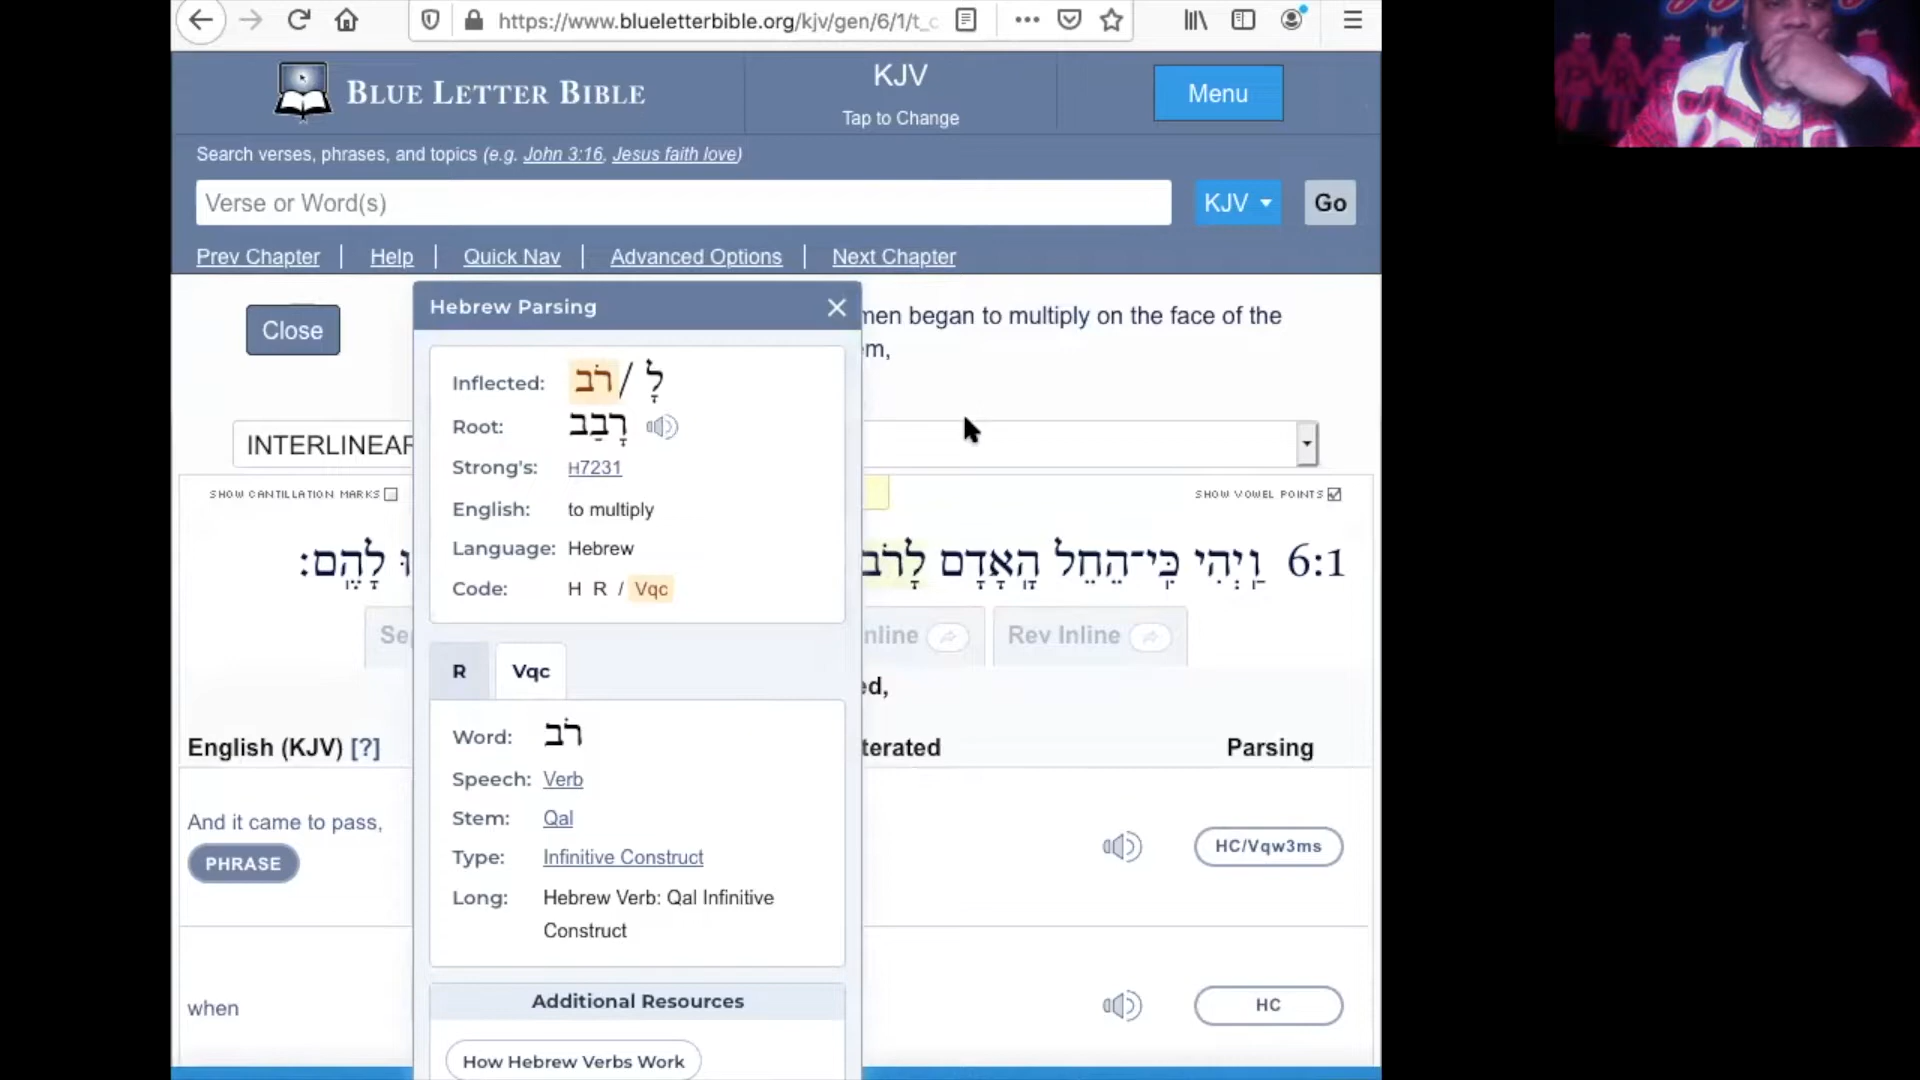 https://www.blueletterbible.org/kjv/gen/6/1/t_c
BLUE LETTER BIBLE
KJV
Tap to Change
Menu
Search verses, phrases, and topics (e.g. John 3:16, Jesus faith love)
Verse or Word(s)
KJV
Go
Prev Chapter | Help | Quick Nav | Advanced Options | Next Chapter
Close
Hebrew Parsing
men began to multiply on the face of the
em,
Inflected: לָ/רֹב
Root: רָבַב
Strong's: H7231
English: to multiply
Language: Hebrew
Code: H R / Vqc
INTERLINEAR
SHOW CANTILLATION MARKS
SHOW VOWEL POINTS
6:1 וַיְהִי כִּי־הֵחֵל הָאָדָם לָרֹב
לָהֶם׃
Inline
Rev Inline
ed,
R
Vqc
Word: רֹב
Speech: Verb
Stem: Qal
Type: Infinitive Construct
Long: Hebrew Verb: Qal Infinitive
Construct
English (KJV) [?]
terated
Parsing
And it came to pass,
PHRASE
HC/Vqw3ms
when
HC
Additional Resources
How Hebrew Verbs Work